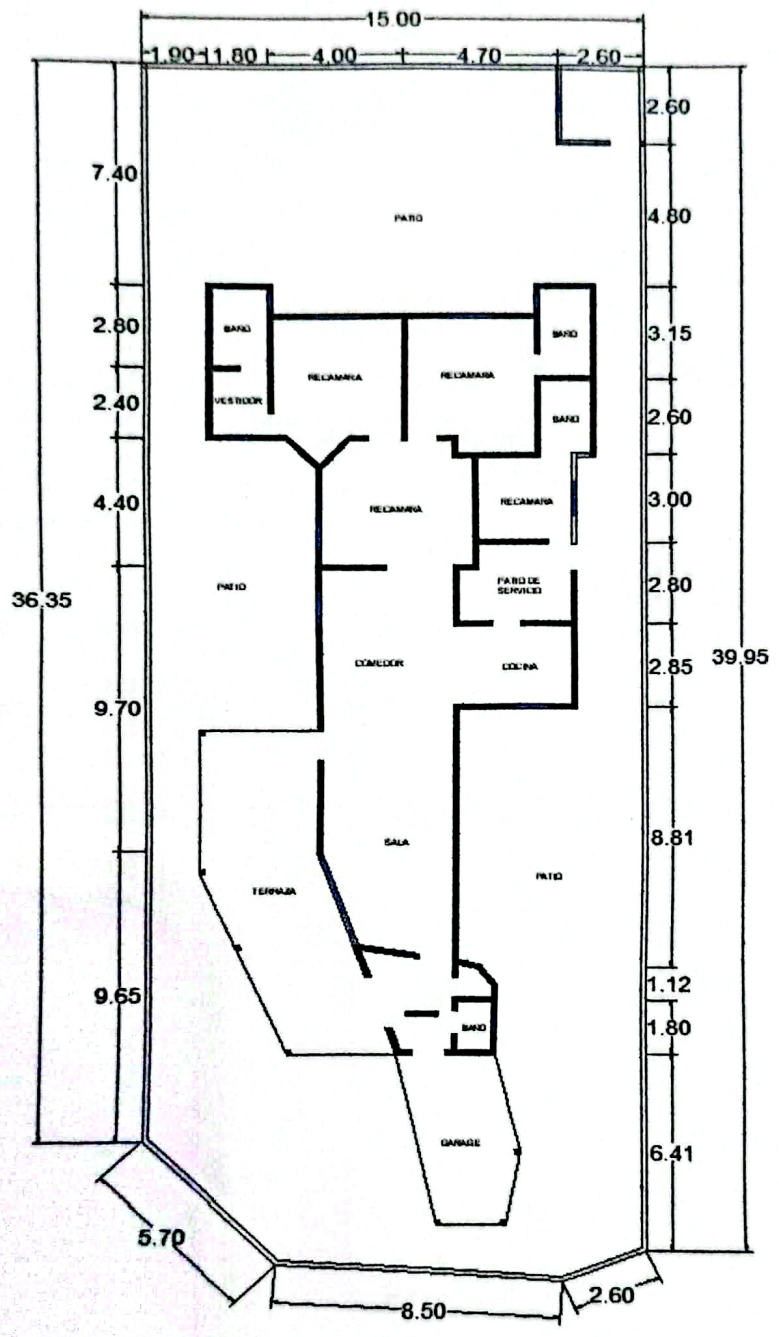 15.00
1.90 1.80 4.00 4.70 2.60
2.60
7.40
4.80
PATIO
2.80
BAÑO
BAÑO
3.15
RECAMARA
RECAMARA
2.40
VESTIDOR
BAÑO
2.60
4.40
RECAMARA
RECAMARA
3.00
36.35
PATIO
PATIO DE
SERVICIO
2.80
COMEDOR
COCINA
2.85
39.95
9.70
SALA
8.81
TERRAZA
PATIO
9.65
1.12
BAÑO
1.80
GARAGE
6.41
5.70
8.50
2.60